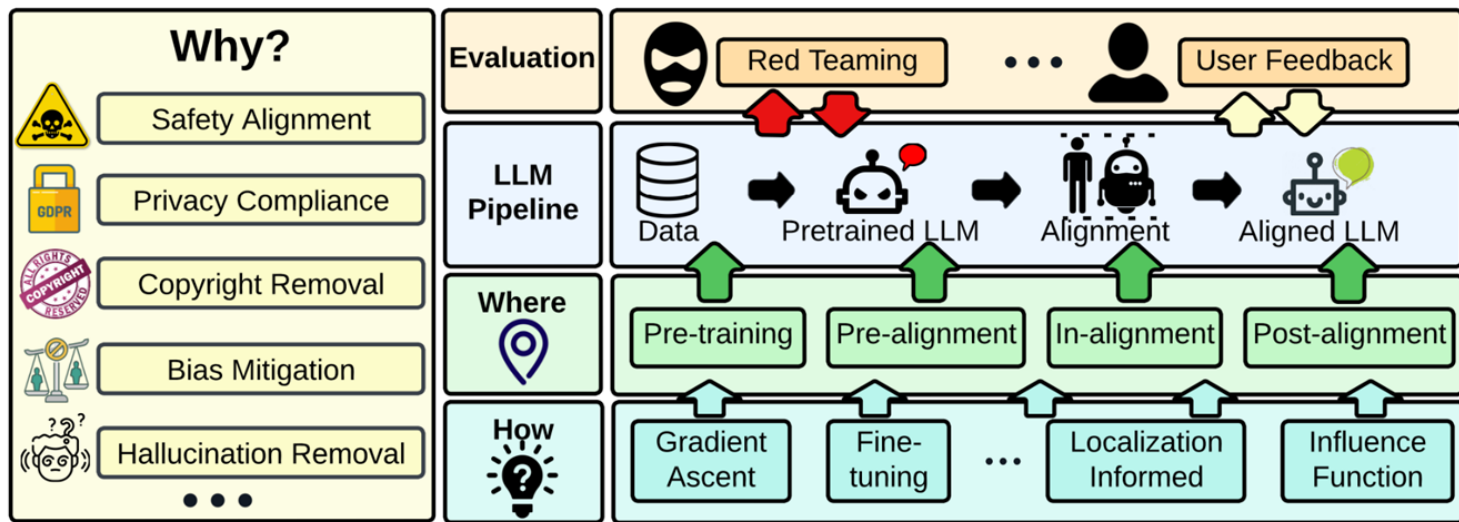 Why?
Safety Alignment
GDPR
Privacy Compliance
ALL RIGHTS
COPYRIGHT
RESERVED
Copyright Removal
Bias Mitigation
???
Hallucination Removal
•••
Evaluation
Red Teaming
•••
User Feedback
LLM
Pipeline
?
Data
Pretrained LLM
Alignment
Aligned LLM
Where
Pre-training
Pre-alignment
In-alignment
Post-alignment
How
?
Gradient
Ascent
Fine-
tuning
•••
Localization
Informed
Influence
Function